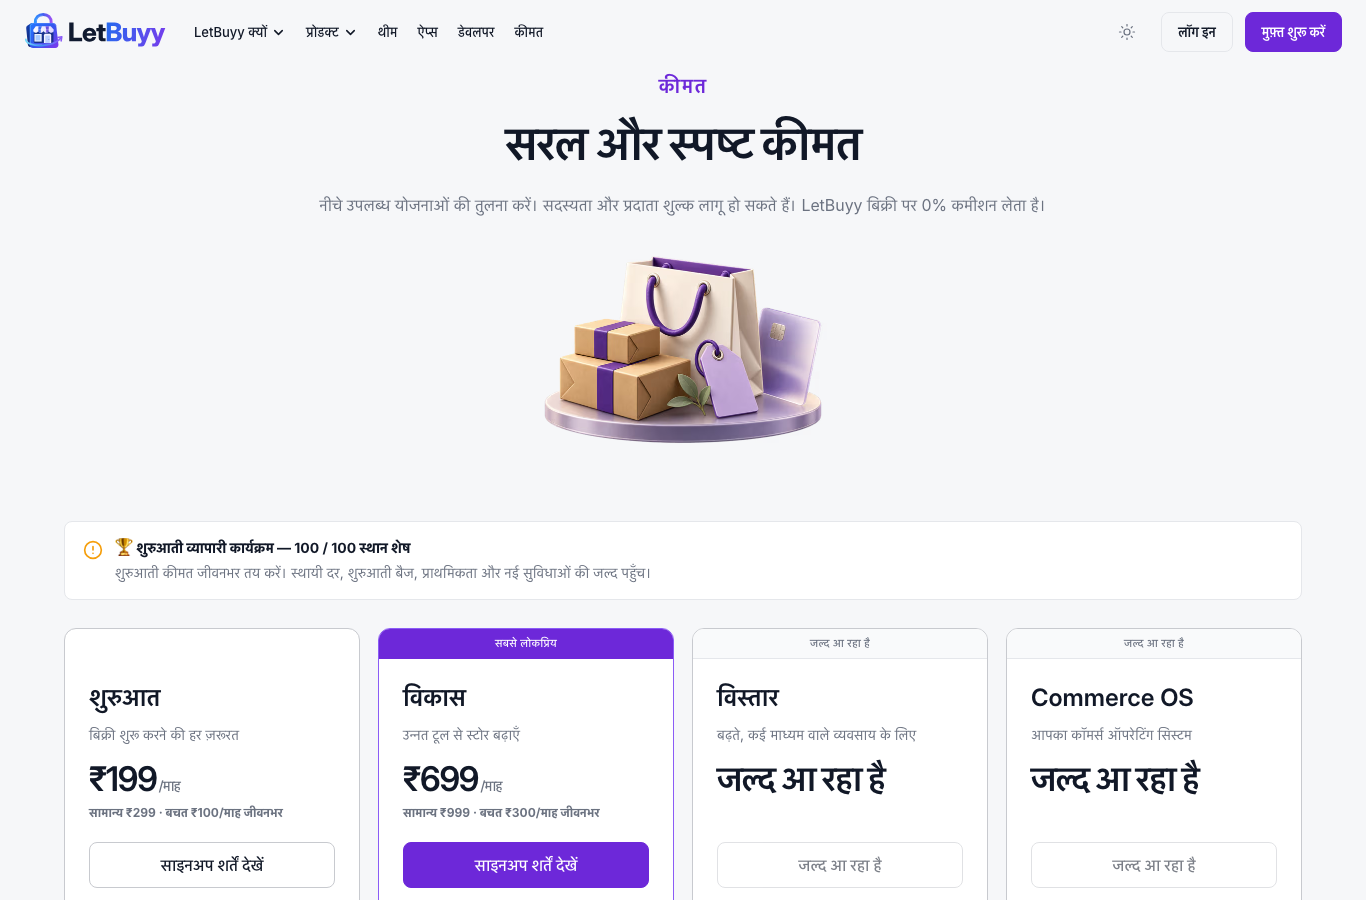 LetBuyy
LetBuyy क्यों
प्रोडक्ट
थीम
ऐप्स
डेवलपर
कीमत
लॉग इन
मुफ़्त शुरू करें
कीमत
सरल और स्पष्ट कीमत
नीचे उपलब्ध योजनाओं की तुलना करें। सदस्यता और प्रदाता शुल्क लागू हो सकते हैं। LetBuyy बिक्री पर 0% कमीशन लेता है।
🏆 शुरुआती व्यापारी कार्यक्रम — 100 / 100 स्थान शेष
शुरुआती कीमत जीवनभर तय करें। स्थायी दर, शुरुआती बैज, प्राथमिकता और नई सुविधाओं की जल्द पहुँच।
शुरुआत
बिक्री शुरू करने की हर ज़रूरत
₹199 /माह
सामान्य ₹299 · बचत ₹100/माह जीवनभर
साइनअप शर्तें देखें
सबसे लोकप्रिय
विकास
उन्नत टूल से स्टोर बढ़ाएँ
₹699 /माह
सामान्य ₹999 · बचत ₹300/माह जीवनभर
साइनअप शर्तें देखें
जल्द आ रहा है
विस्तार
बढ़ते, कई माध्यम वाले व्यवसाय के लिए
जल्द आ रहा है
जल्द आ रहा है
जल्द आ रहा है
Commerce OS
आपका कॉमर्स ऑपरेटिंग सिस्टम
जल्द आ रहा है
जल्द आ रहा है